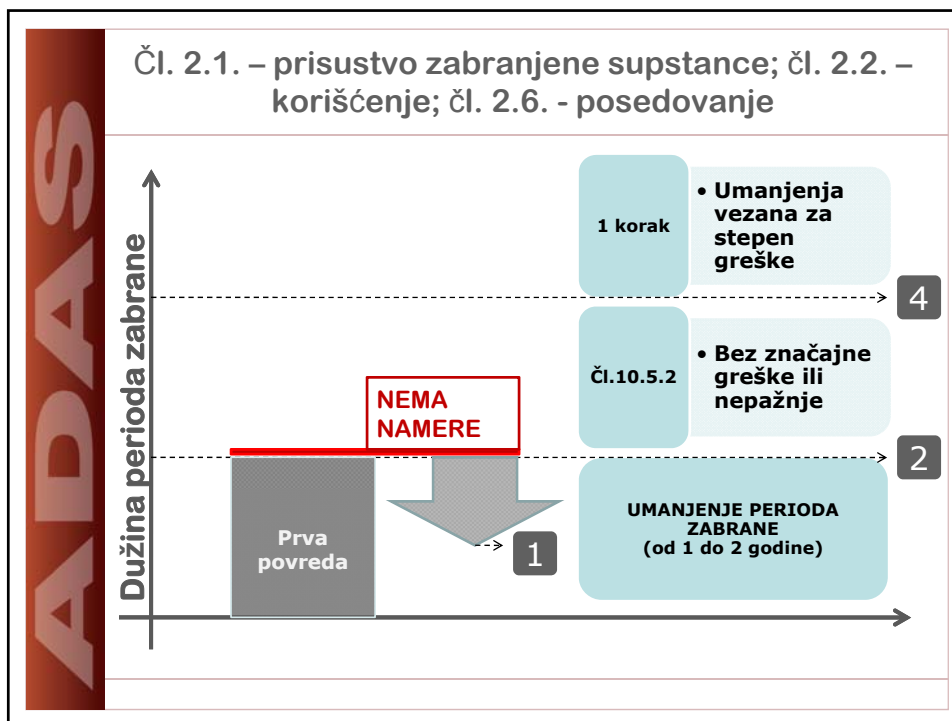 Čl. 2.1. – prisustvo zabranjene supstance; čl. 2.2. –
korišćenje; čl. 2.6. - posedovanje
ADAS
Dužina perioda zabrane
1 korak
• Umanjenja
vezana za
stepen
greške
4
Čl.10.5.2
• Bez značajne
greške ili
nepažnje
NEMA
NAMERE
2
Prva
povreda
1
UMANJENJE PERIODA
ZABRANE
(od 1 do 2 godine)